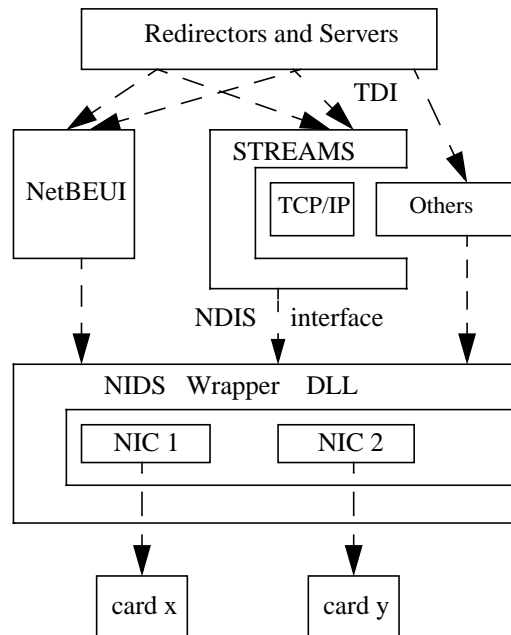 Redirectors and Servers
TDI
STREAMS
NetBEUI
TCP/IP
Others
NDIS interface
NIDS Wrapper DLL
NIC 1
NIC 2
card x
card y